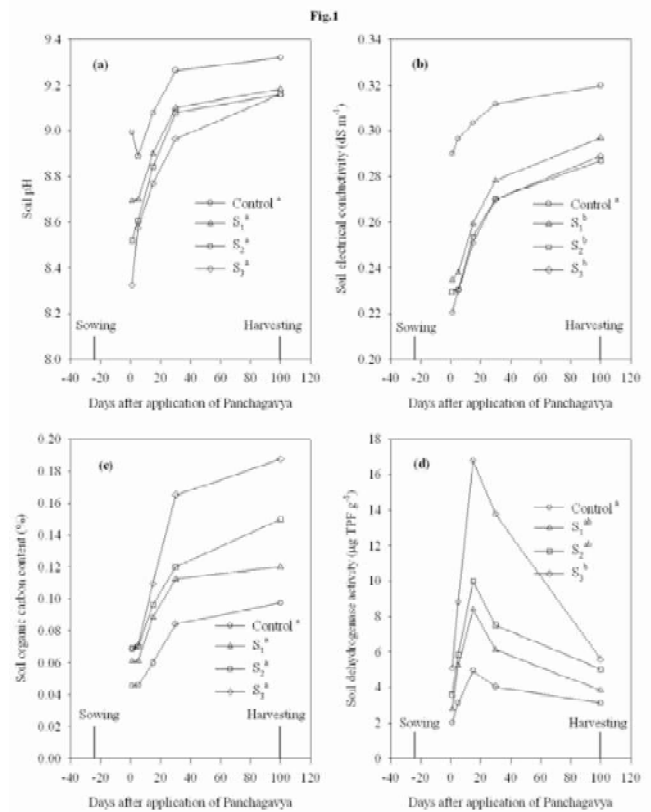 Fig.1
(a)
Soil pH
9.4
9.2
9.0
8.8
8.6
8.4
8.2
8.0
Control a
S1 a
S2 a
S3 a
Sowing
Harvesting
-40 -20 0 20 40 60 80 100 120
Days after application of Panchagavya
(b)
Soil electrical conductivity (dS m-1)
0.34
0.32
0.30
0.28
0.26
0.24
0.22
0.20
Control a
S1 b
S2 b
S3 b
Sowing
Harvesting
-40 -20 0 20 40 60 80 100 120
Days after application of Panchagavya
(c)
Soil organic carbon content (%)
0.20
0.18
0.16
0.14
0.12
0.10
0.08
0.06
0.04
0.02
0.00
Control a
S1 a
S2 a
S3 a
Sowing
Harvesting
-40 -20 0 20 40 60 80 100 120
Days after application of Panchagavya
(d)
Soil dehydrogenase activity (µg TPF g-1)
18
16
14
12
10
8
6
4
2
0
Control a
S1 ab
S2 ab
S3 b
Sowing
Harvesting
-40 -20 0 20 40 60 80 100 120
Days after application of Panchagavya